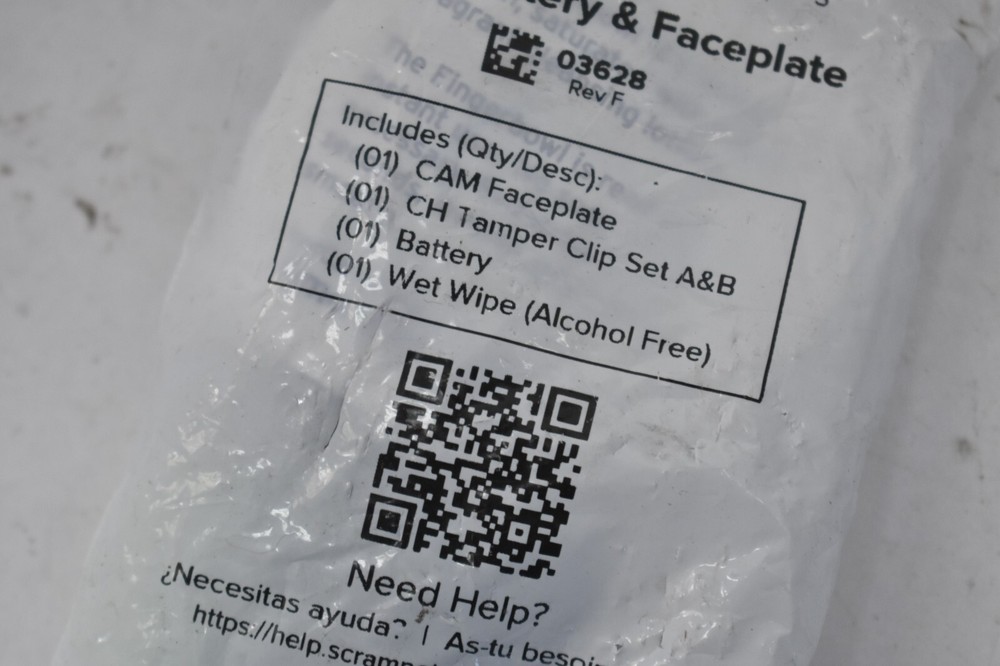 ery & Faceplate
03628
Rev F
Includes (Qty/Desc):
(01) CAM Faceplate
(01) CH Tamper Clip Set A&B
(01) Battery
(01) Wet Wipe (Alcohol Free)
Need Help?
¿Necesitas ayuda? | As-tu besoin
https://help.scramn